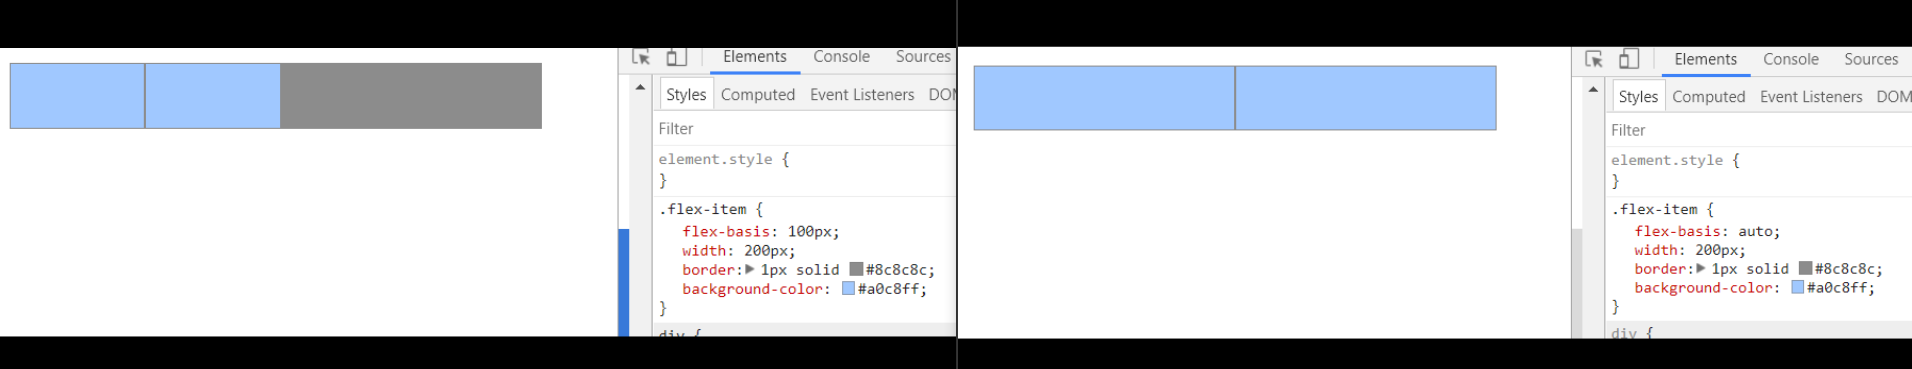 Elements Console Sources
Styles Computed Event Listeners DOM
Filter
element.style {
}
.flex-item {
flex-basis: 100px;
width: 200px;
border: 1px solid #8c8c8c;
background-color: #a0c8ff;
}
div {
Elements Console Sources
Styles Computed Event Listeners DOM
Filter
element.style {
}
.flex-item {
flex-basis: auto;
width: 200px;
border: 1px solid #8c8c8c;
background-color: #a0c8ff;
}
div {